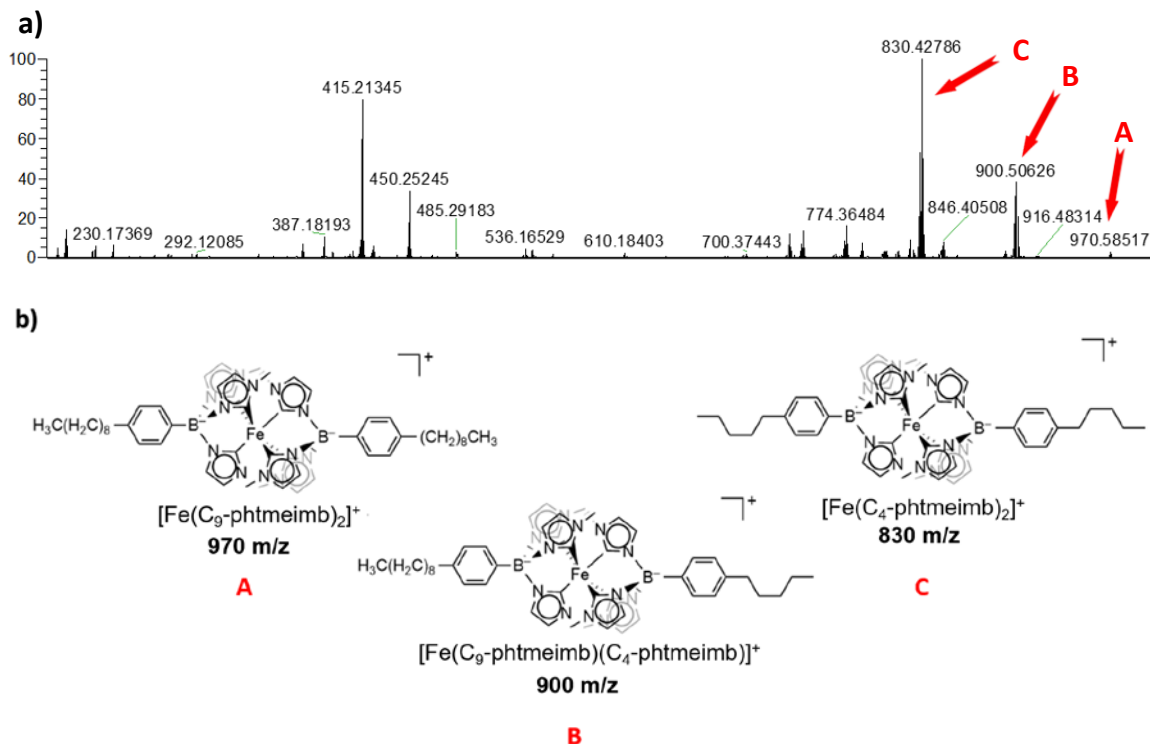 a)
830.42786
C
B
A
100
80
60
40
20
0
415.21345
450.25245
485.29183
387.18193
230.17369
292.12085
536.16529
610.18403
700.37443
774.36484
846.40508
900.50626
916.48314
970.58517
b)
+
H₃C(H₂C)₈ B⁻ N N N N N Fe N N N N N B⁻ (CH₂)₈CH₃
[Fe(C₉-phtmeimb)₂]⁺
970 m/z
A
+
H₃C(H₂C)₈ B⁻ N N N N N Fe N N N N N B⁻
[Fe(C₉-phtmeimb)(C₄-phtmeimb)]⁺
900 m/z
B
+
B⁻ N N N N N Fe N N N N N B⁻
[Fe(C₄-phtmeimb)₂]⁺
830 m/z
C